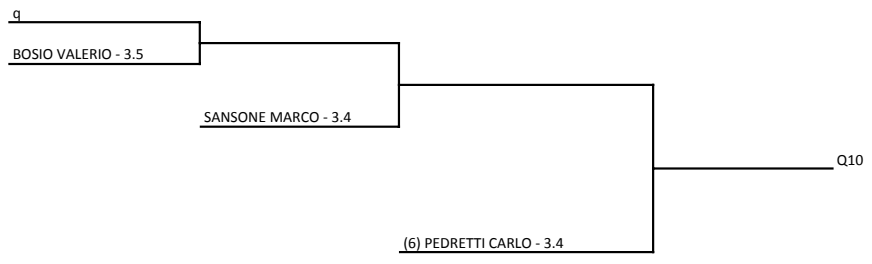 q
BOSIO VALERIO - 3.5
SANSONE MARCO - 3.4
Q10
(6) PEDRETTI CARLO - 3.4